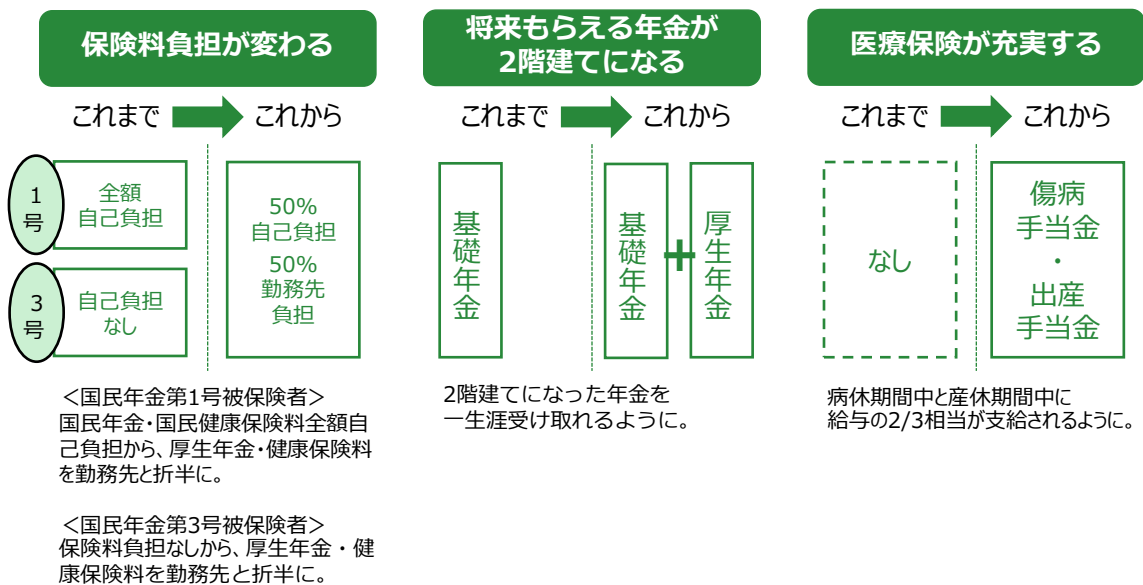 保険料負担が変わる
これまで
これから
1
号
全額
自己負担
3
号
自己負担
なし
50%
自己負担
50%
勤務先
負担
<国民年金第1号被保険者>
国民年金・国民健康保険料全額自
己負担から、厚生年金・健康保険料
を勤務先と折半に。
<国民年金第3号被保険者>
保険料負担なしから、厚生年金・健
康保険料を勤務先と折半に。
将来もらえる年金が
2階建てになる
これまで
これから
基礎年金
基礎年金
+
厚生年金
2階建てになった年金を
一生涯受け取れるように。
医療保険が充実する
これまで
これから
なし
傷病
手当金
・
出産
手当金
病休期間中と産休期間中に
給与の2/3相当が支給されるように。